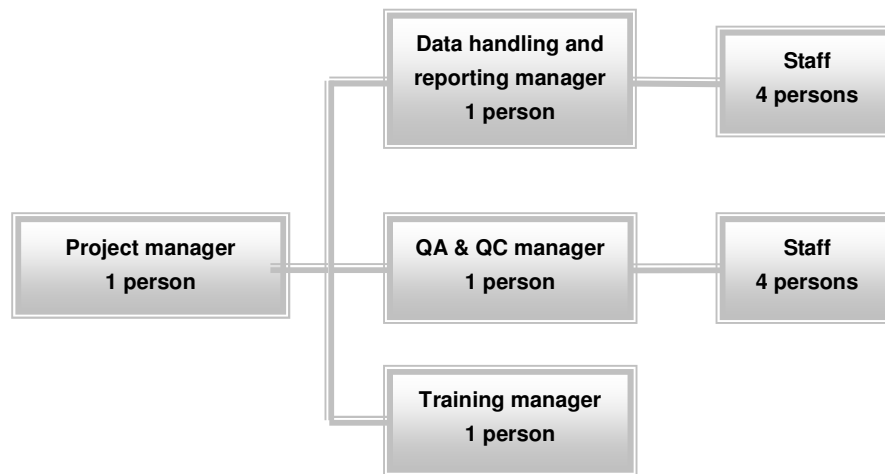 Data handling and
reporting manager
1 person
Staff
4 persons
Project manager
1 person
QA & QC manager
1 person
Staff
4 persons
Training manager
1 person